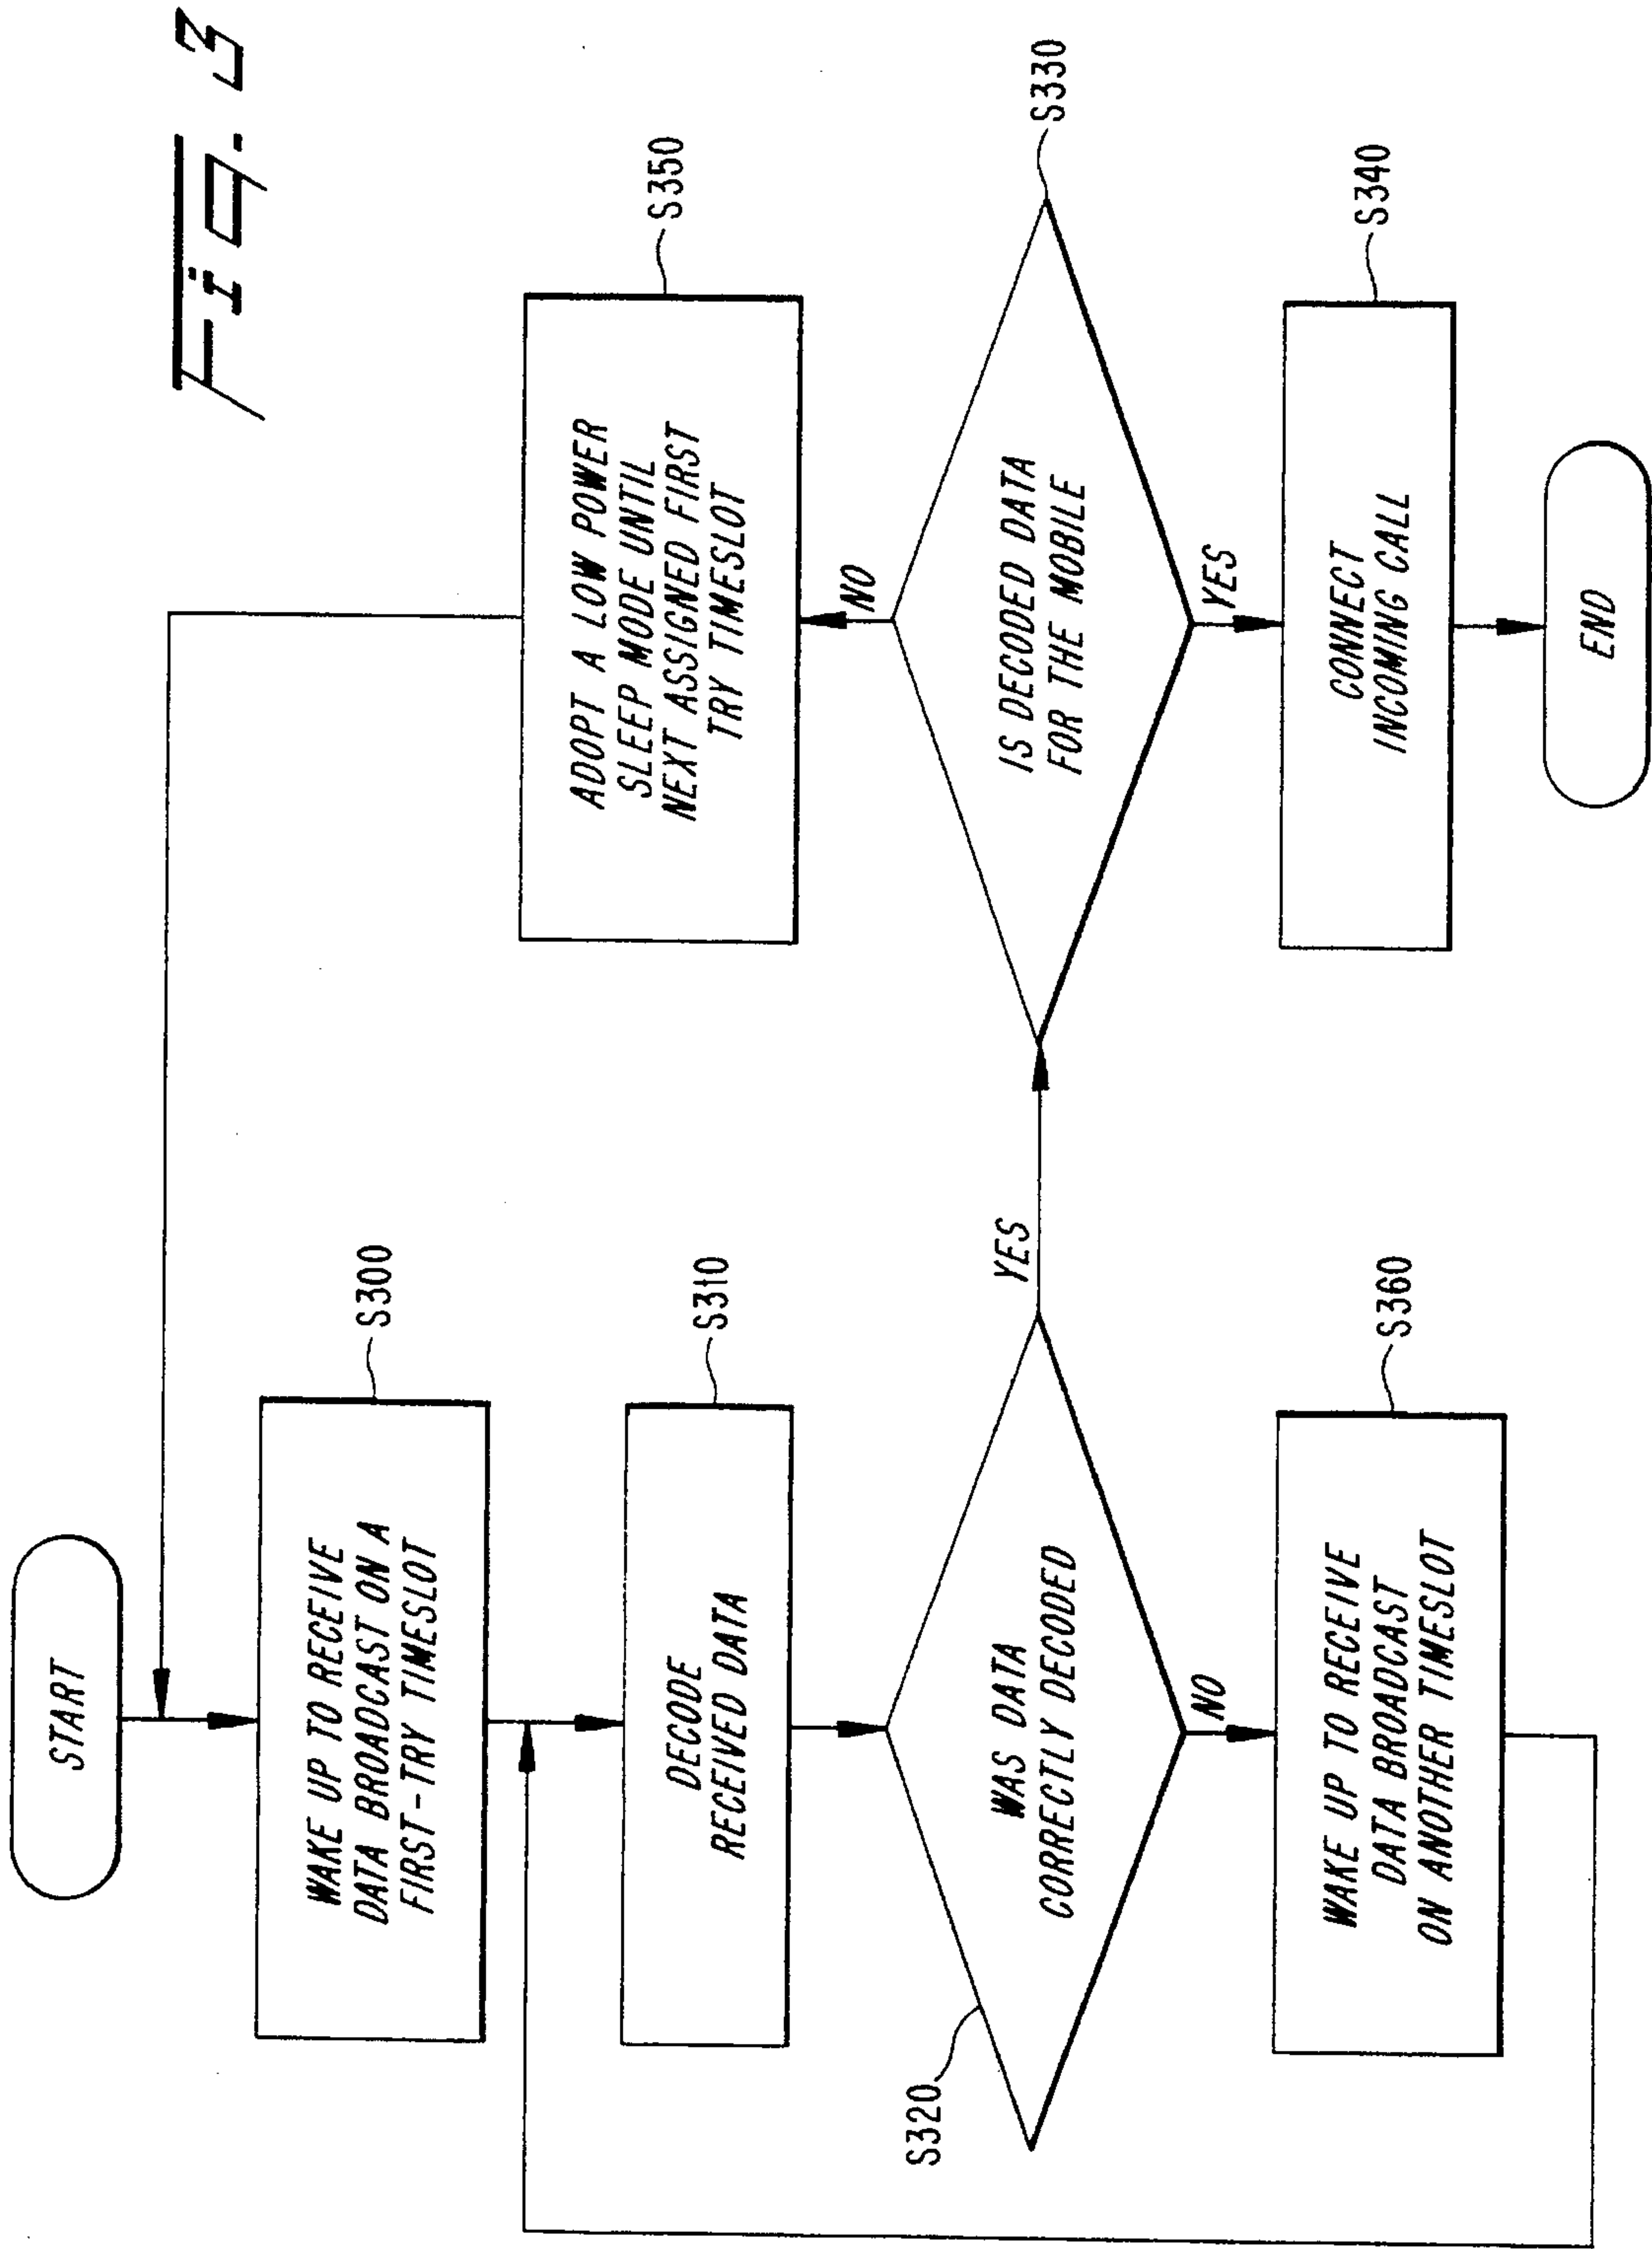 Fig. 3
START
WAKE UP TO RECEIVE
DATA BROADCAST ON A
FIRST-TRY TIMESLOT
S300
DECODE
RECEIVED DATA
S310
WAS DATA
CORRECTLY DECODED
S320
YES
NO
WAKE UP TO RECEIVE
DATA BROADCAST
ON ANOTHER TIMESLOT
S360
ADOPT A LOW POWER
SLEEP MODE UNTIL
NEXT ASSIGNED FIRST
TRY TIMESLOT
S350
NO
IS DECODED DATA
FOR THE MOBILE
S330
YES
CONNECT
INCOMING CALL
S340
END